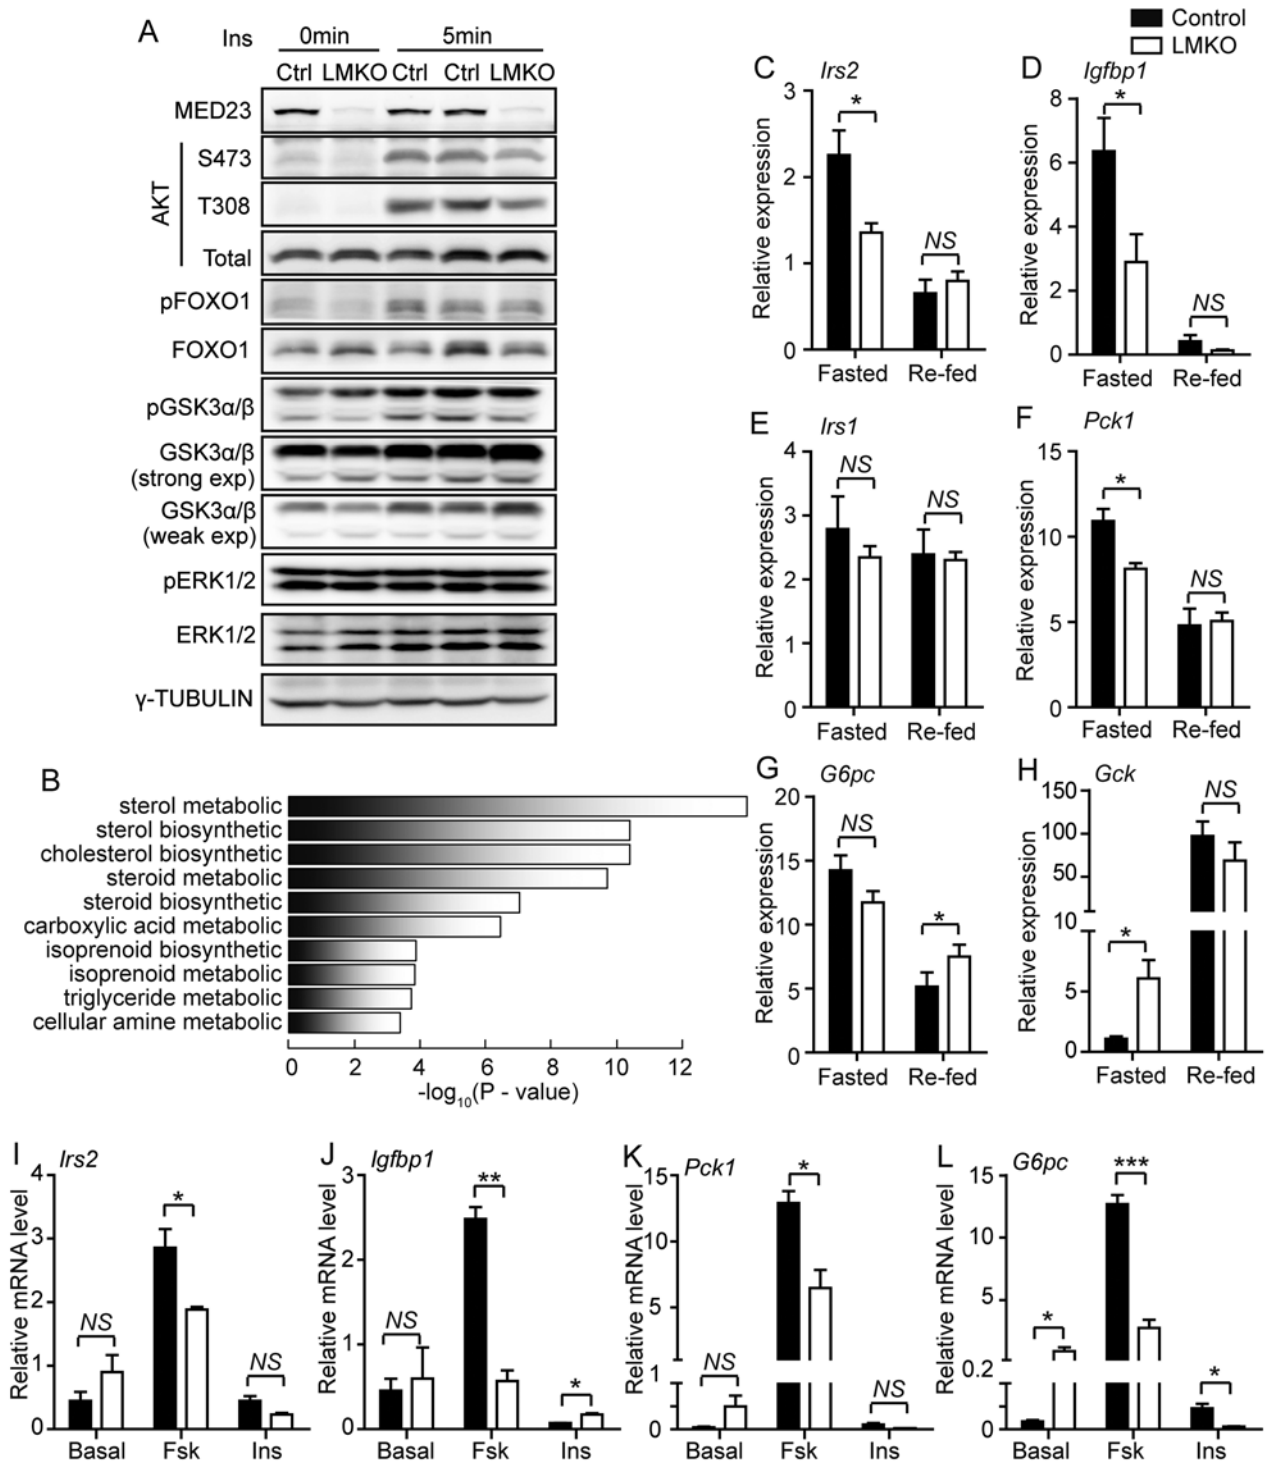 Control
LMKO
A
Ins 0min 5min
Ctrl LMKO Ctrl Ctrl LMKO
MED23
AKT
S473
T308
Total
pFOXO1
FOXO1
pGSK3α/β
GSK3α/β
(strong exp)
GSK3α/β
(weak exp)
pERK1/2
ERK1/2
γ-TUBULIN
B
sterol metabolic
sterol biosynthetic
cholesterol biosynthetic
steroid metabolic
steroid biosynthetic
carboxylic acid metabolic
isoprenoid biosynthetic
isoprenoid metabolic
triglyceride metabolic
cellular amine metabolic
0 2 4 6 8 10 12
-log10(P - value)
C Irs2
Relative expression
3
2
1
0
*
NS
Fasted Re-fed
D Igfbp1
Relative expression
8
6
4
2
0
*
NS
Fasted Re-fed
E Irs1
Relative expression
4
3
2
1
0
NS
NS
Fasted Re-fed
F Pck1
Relative expression
15
10
5
0
*
NS
Fasted Re-fed
G G6pc
Relative expression
20
15
10
5
0
NS
*
Fasted Re-fed
H Gck
Relative expression
150
100
50
10
5
0
*
NS
Fasted Re-fed
I Irs2
Relative mRNA level
4
3
2
1
0
NS
*
NS
Basal Fsk Ins
J Igfbp1
Relative mRNA level
3
2
1
0
NS
**
*
Basal Fsk Ins
K Pck1
Relative mRNA level
15
10
5
1
0
NS
*
NS
Basal Fsk Ins
L G6pc
Relative mRNA level
15
10
5
0.2
0
*
***
*
Basal Fsk Ins